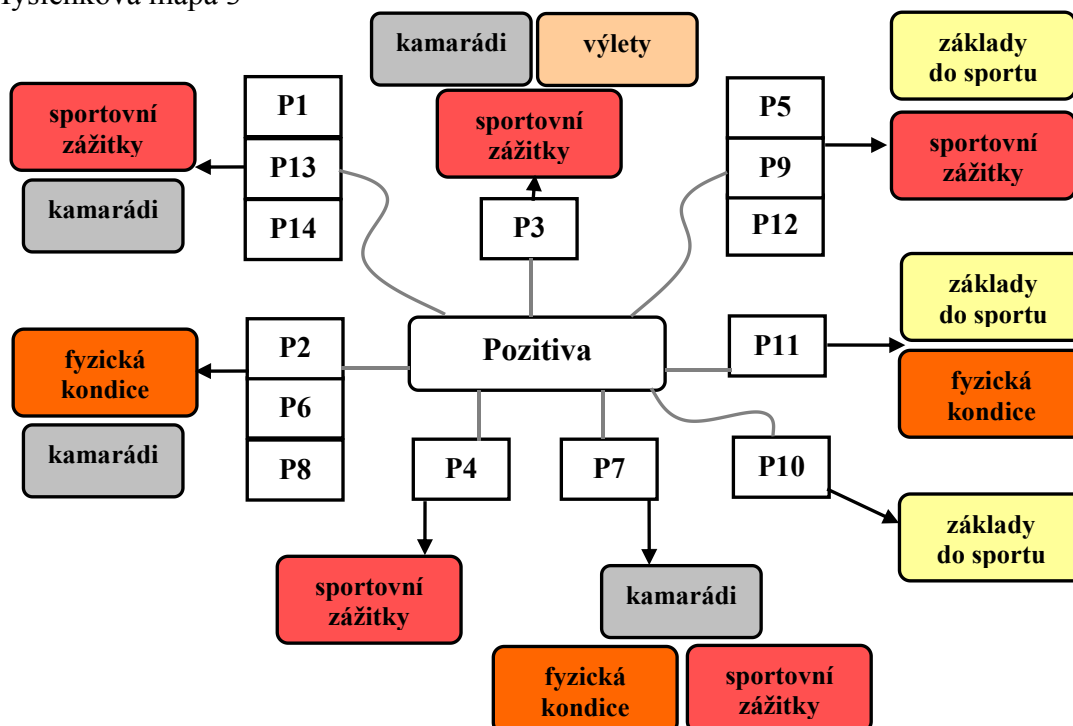 mapa 3
kamarádi
výlety
základy
do sportu
sportovní
zážitky
P1
P13
P14
kamarádi
sportovní
zážitky
P3
P5
P9
P12
sportovní
zážitky
základy
do sportu
fyzická
kondice
P11
fyzická
kondice
kamarádi
P2
P6
P8
Pozitiva
P4
P7
P10
základy
do sportu
sportovní
zážitky
kamarádi
fyzická
kondice
sportovní
zážitky